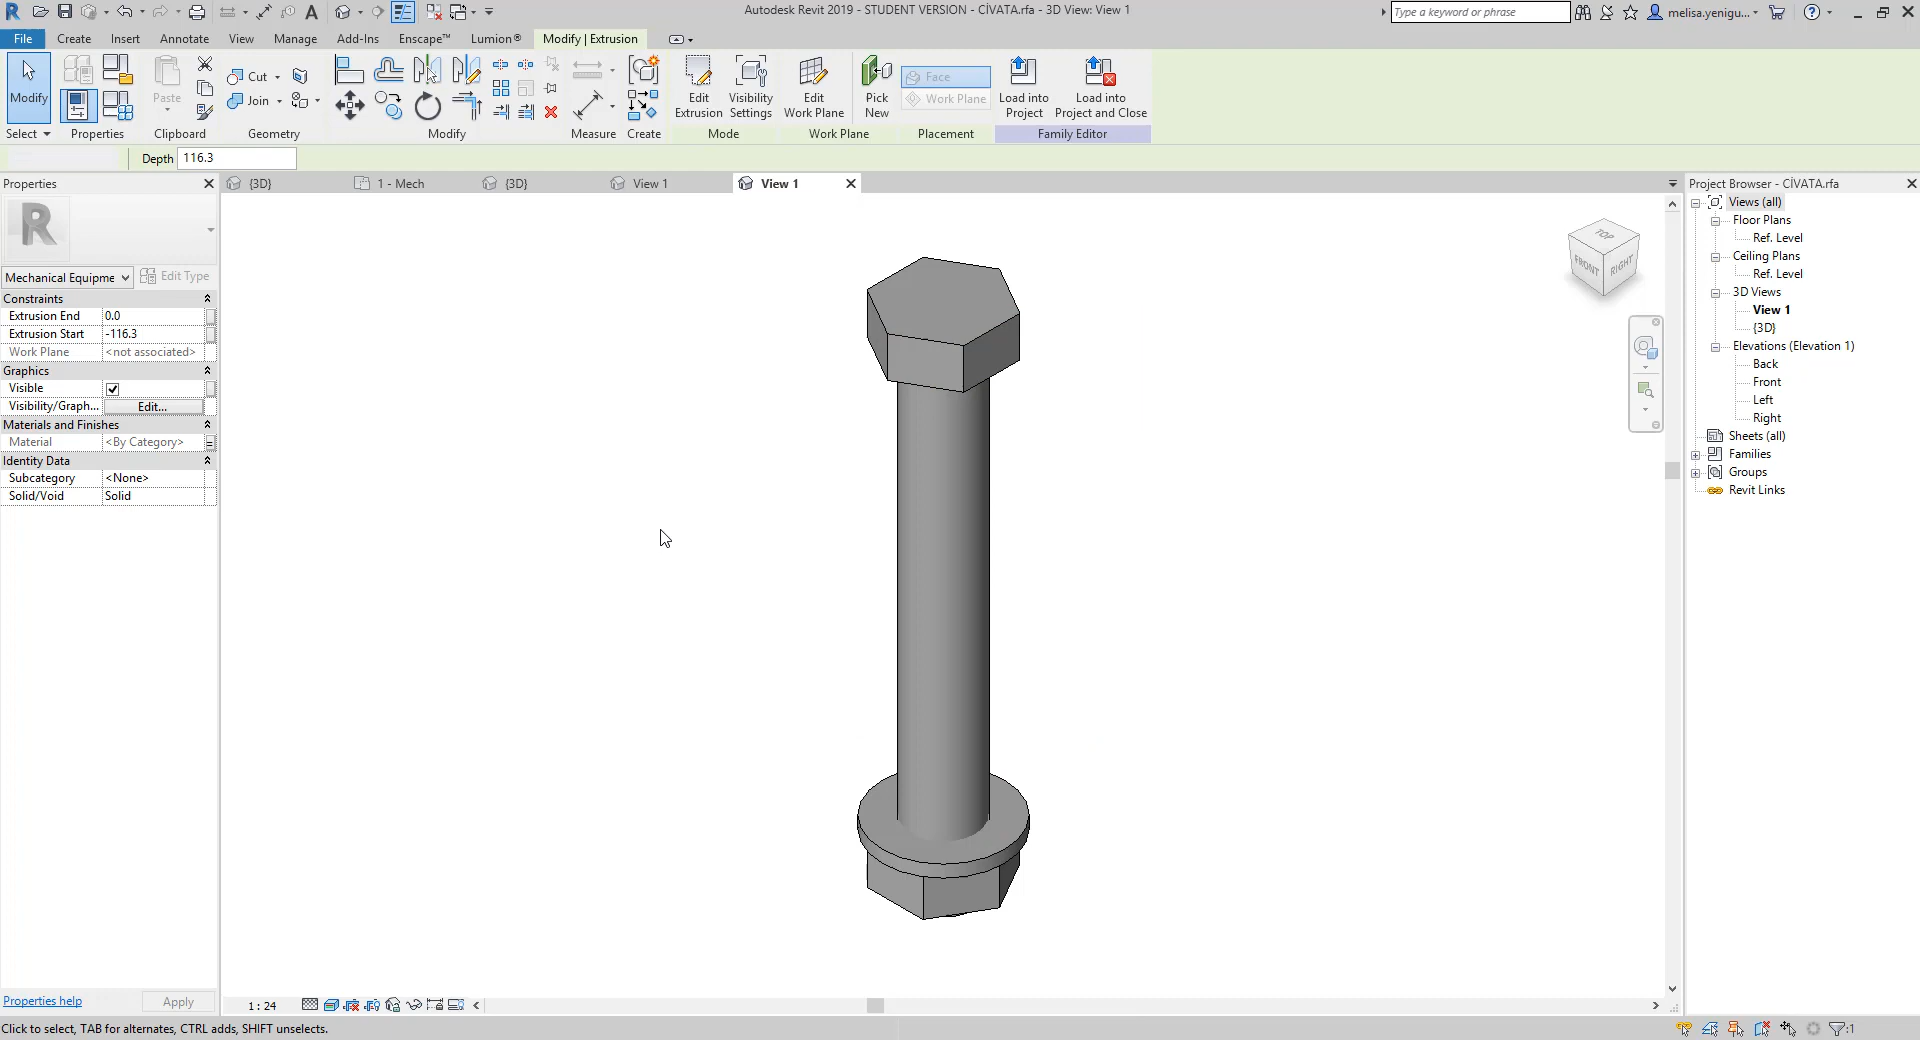 Autodesk Revit 2019 - STUDENT VERSION - CİVATA.rfa - 3D View: View 1
Type a keyword or phrase
melisa.yenigu...
File Create Insert Architecture View Manage Add-Ins Enscape™ Lumion® Modify | Extrusion
Modify
Paste
Cut
Join
Edit Extrusion
Visibility Settings
Edit Work Plane
Pick New
Face
Work Plane
Load into Project
Load into Project and Close
Select Properties Clipboard Geometry Modify Measure Create Mode Work Plane Placement Family Editor
Depth 116.3
Properties
{3D}
1 - Mech
{3D}
View 1
View 1
Project Browser - CİVATA.rfa
R
Mechanical Equipme
Edit Type
Constraints
Extrusion End 0.0
Extrusion Start -116.3
Work Plane <not associated>
Graphics
Visible
Visibility/Graph... Edit...
Materials and Finishes
Material <By Category>
Identity Data
Subcategory <None>
Solid/Void Solid
TOP
FRONT
RIGHT
Views (all)
Floor Plans
Ref. Level
Ceiling Plans
Ref. Level
3D Views
View 1
{3D}
Elevations (Elevation 1)
Back
Front
Left
Right
Sheets (all)
Families
Groups
Revit Links
Properties help
Apply
1 : 24
Click to select, TAB for alternates, CTRL adds, SHIFT unselects.
:1